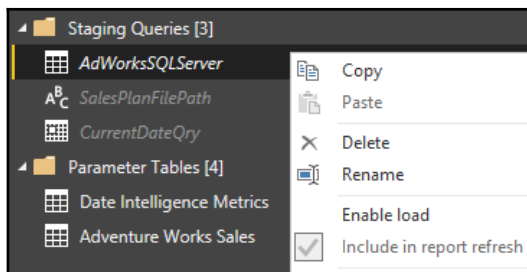 Staging Queries [3]
AdWorksSQLServer
Copy
ABC SalesPlanFilePath
Paste
CurrentDateQry
Delete
Parameter Tables [4]
Rename
Date Intelligence Metrics
Enable load
Adventure Works Sales
Include in report refresh